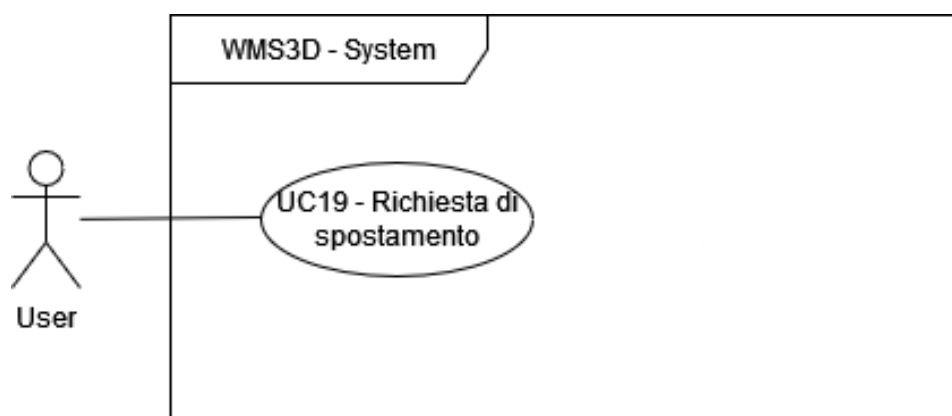 WMS3D - System
UC19 - Richiesta di
spostamento
User